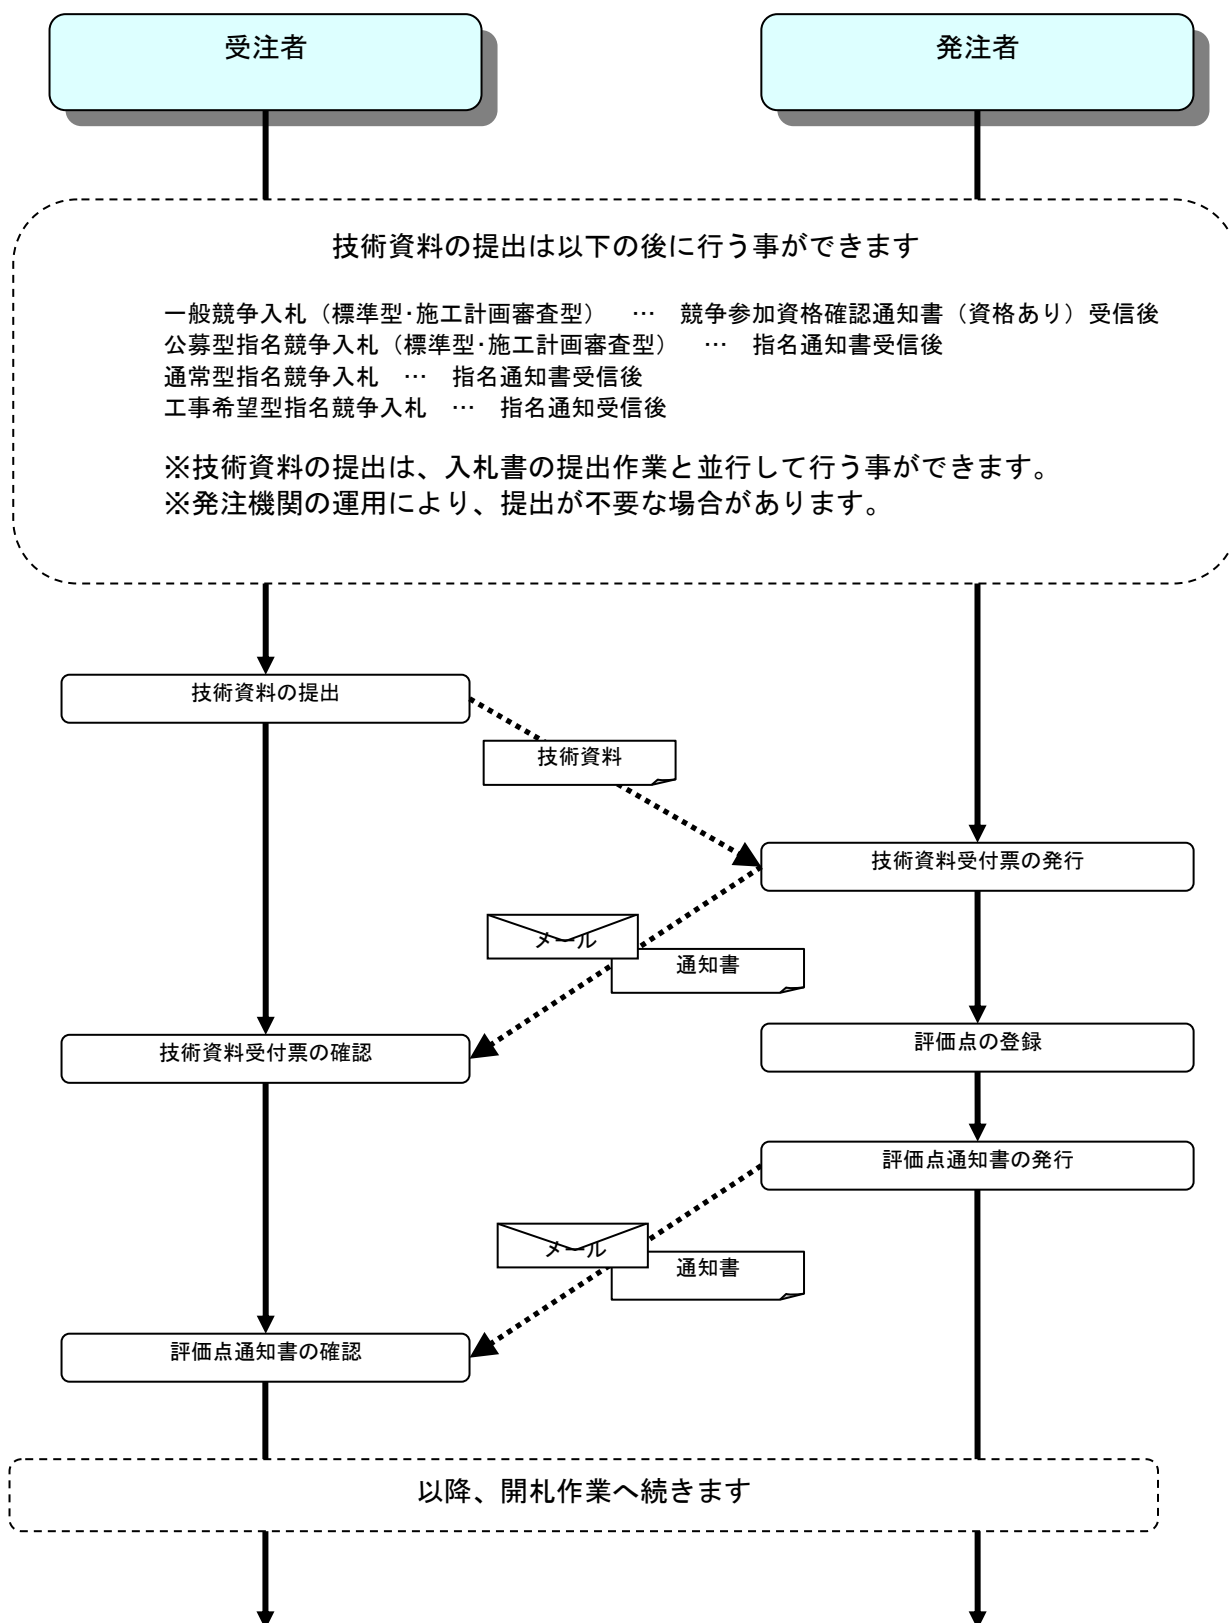 受注者
発注者
技術資料の提出は以下の後に行う事ができます
一般競争入札（標準型･施工計画審査型）　…　競争参加資格確認通知書（資格あり）受信後
公募型指名競争入札（標準型･施工計画審査型）　…　指名通知書受信後
通常型指名競争入札　…　指名通知書受信後
工事希望型指名競争入札　…　指名通知受信後
※技術資料の提出は、入札書の提出作業と並行して行う事ができます。
※発注機関の運用により、提出が不要な場合があります。
技術資料の提出
技術資料
技術資料受付票の発行
メール
通知書
技術資料受付票の確認
評価点の登録
評価点通知書の発行
メール
通知書
評価点通知書の確認
以降、開札作業へ続きます